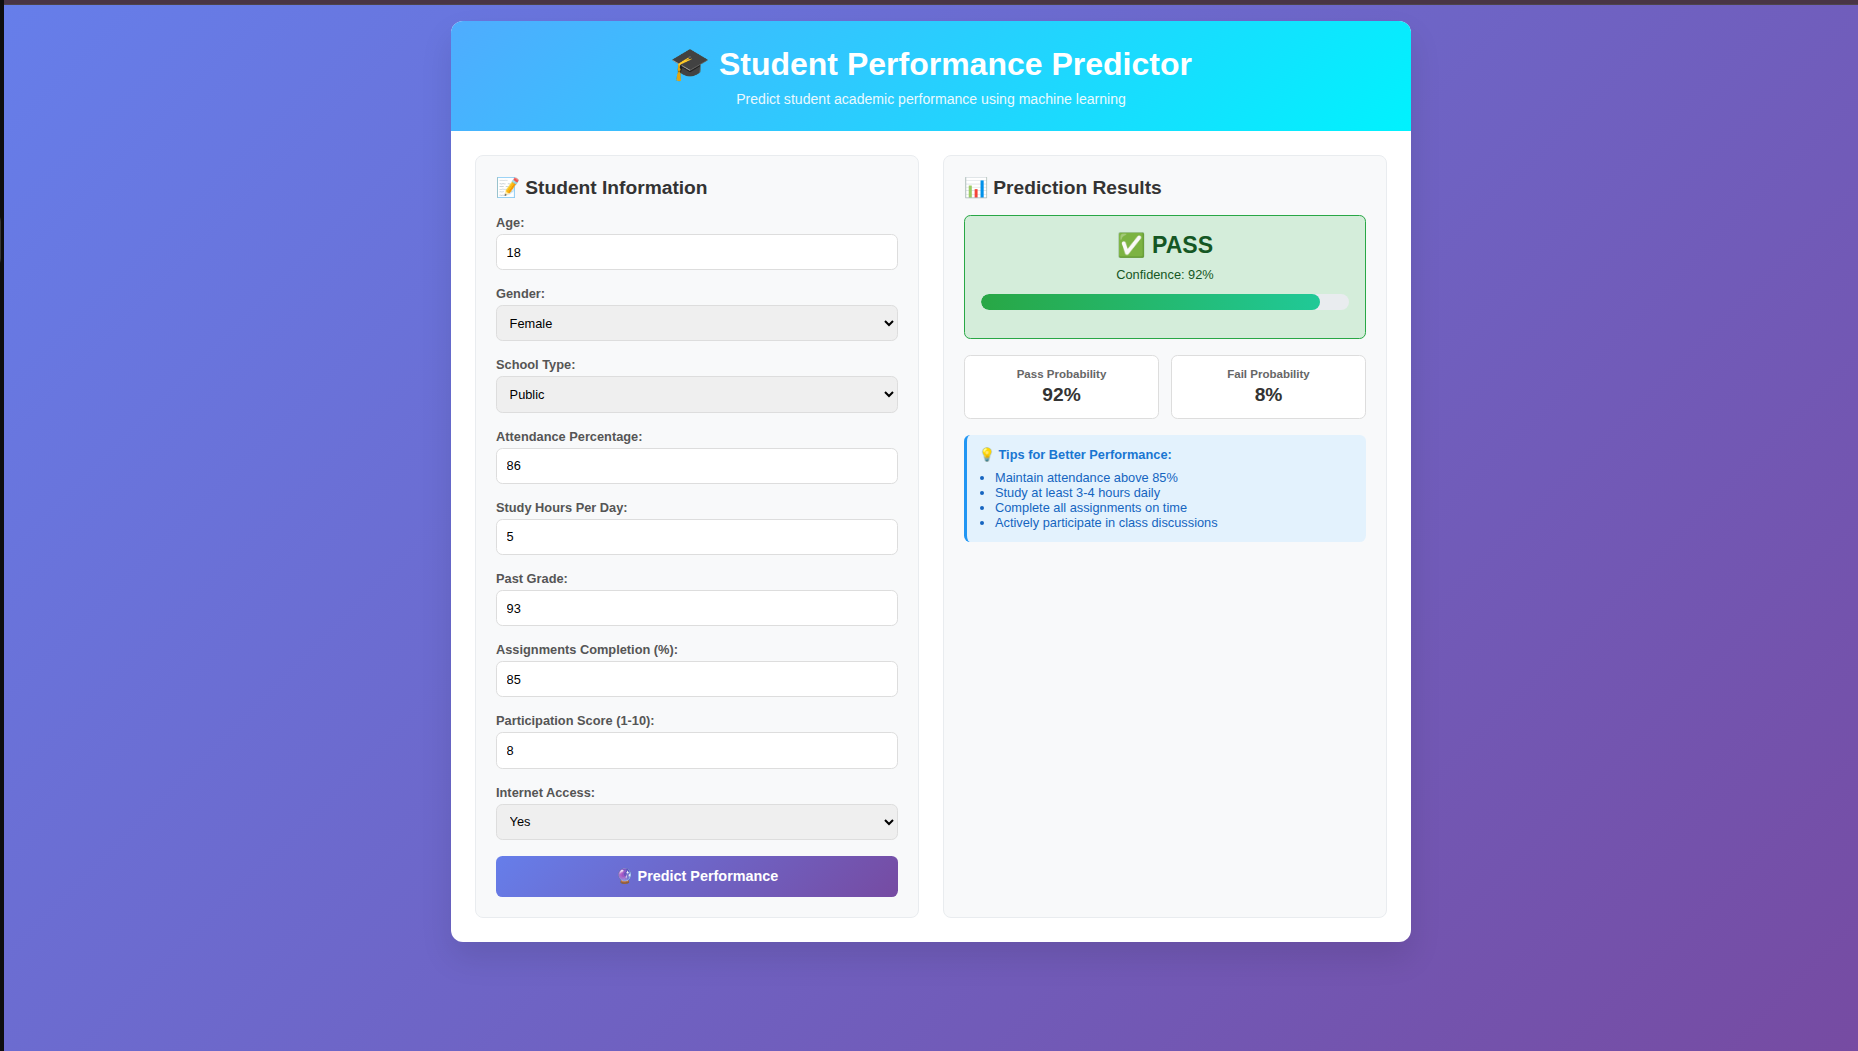 🎓 Student Performance Predictor
Predict student academic performance using machine learning
📝 Student Information
Age:
18
Gender:
Female
School Type:
Public
Attendance Percentage:
86
Study Hours Per Day:
5
Past Grade:
93
Assignments Completion (%):
85
Participation Score (1-10):
8
Internet Access:
Yes
🔮 Predict Performance
📊 Prediction Results
✅ PASS
Confidence: 92%
Pass Probability
92%
Fail Probability
8%
💡 Tips for Better Performance:
• Maintain attendance above 85%
• Study at least 3-4 hours daily
• Complete all assignments on time
• Actively participate in class discussions